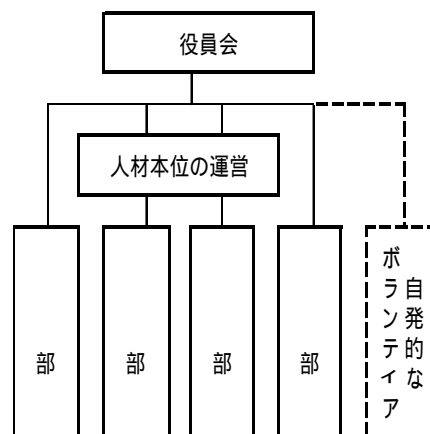 役員会
人材本位の運営
部
部
部
部
自発的な
ボランティア